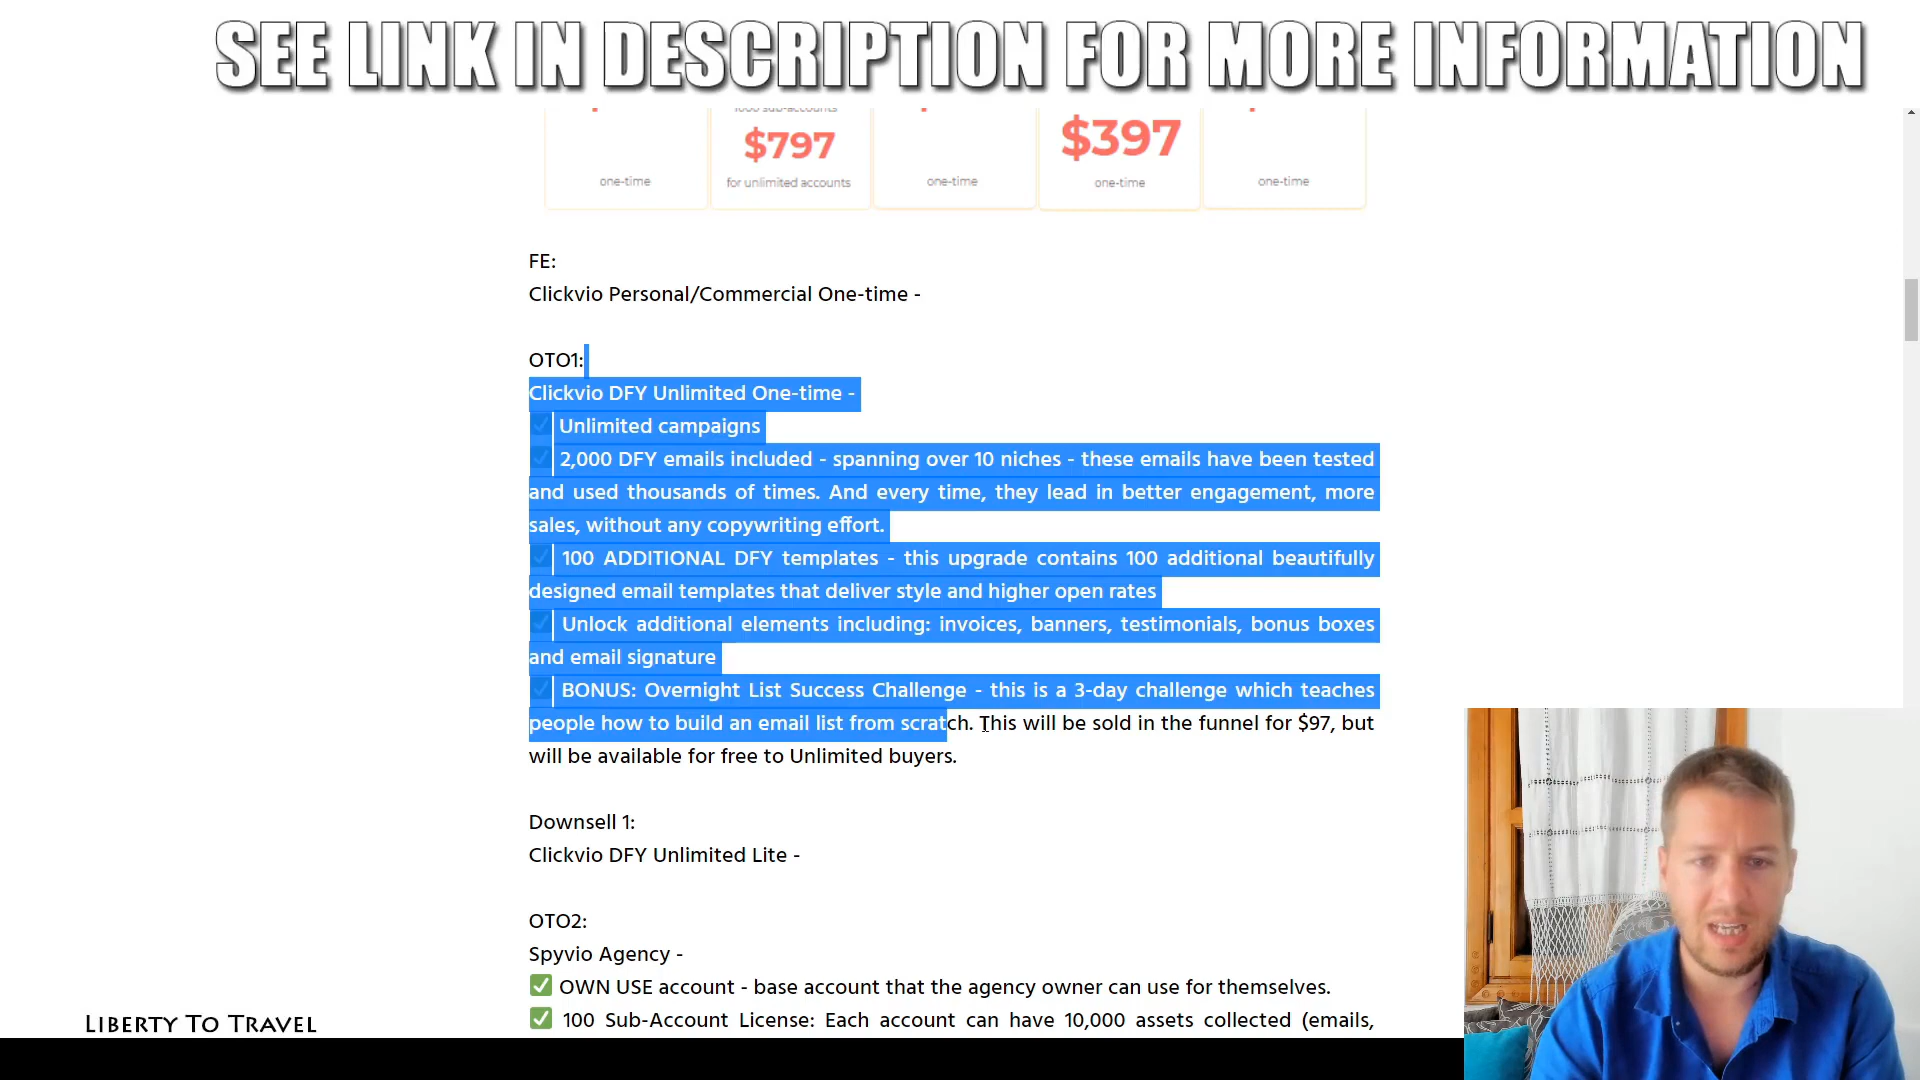 SEE LINK IN DESCRIPTION FOR MORE INFORMATION
1000 sub-accounts
$797
$397
one-time
for unlimited accounts
one-time
one-time
one-time
FE:
Clickvio Personal/Commercial One-time -
OTO1:
Clickvio DFY Unlimited One-time -
Unlimited campaigns
2,000 DFY emails included - spanning over 10 niches - these emails have been tested
and used thousands of times. And every time, they lead in better engagement, more
sales, without any copywriting effort.
100 ADDITIONAL DFY templates - this upgrade contains 100 additional beautifully
designed email templates that deliver style and higher open rates
Unlock additional elements including: invoices, banners, testimonials, bonus boxes
and email signature
BONUS: Overnight List Success Challenge - this is a 3-day challenge which teaches
people how to build an email list from scratch. This will be sold in the funnel for $97, but
will be available for free to Unlimited buyers.
Downsell 1:
Clickvio DFY Unlimited Lite -
OTO2:
Spyvio Agency -
OWN USE account - base account that the agency owner can use for themselves.
100 Sub-Account License: Each account can have 10,000 assets collected (emails,
LIBERTY TO TRAVEL